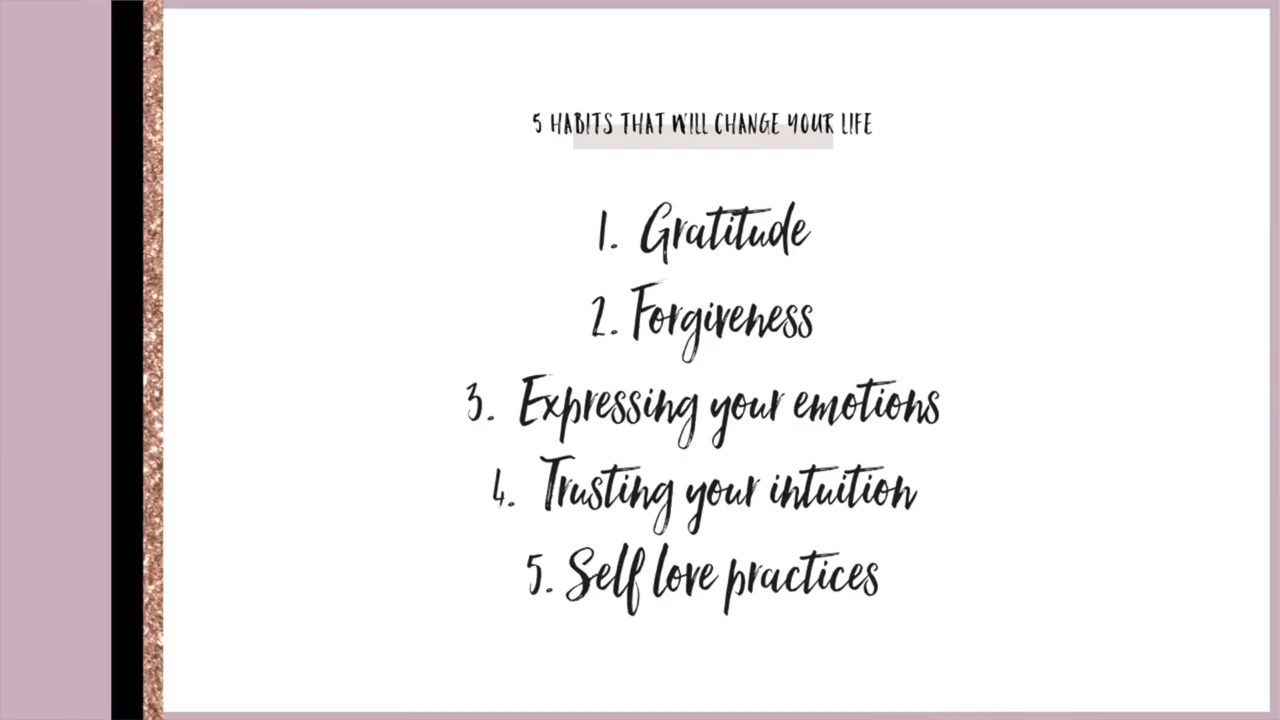 5 HABITS THAT WILL CHANGE YOUR LIFE
1. Gratitude
2. Forgiveness
3. Expressing your emotions
4. Trusting your intuition
5. Self love practices